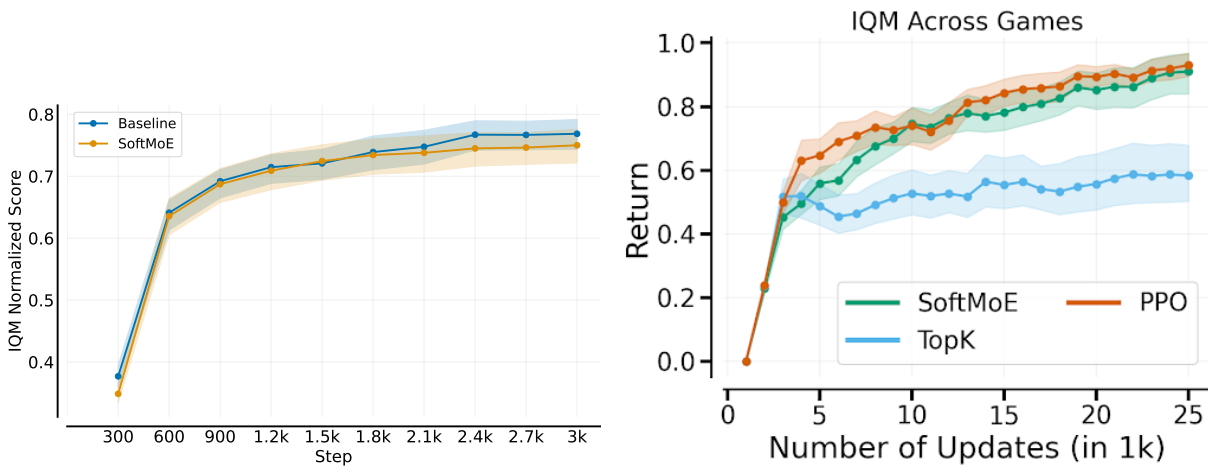 IQM Normalized Score
0.8
0.7
0.6
0.5
0.4
Baseline
SoftMoE
300 600 900 1.2k 1.5k 1.8k 2.1k 2.4k 2.7k 3k
Step
IQM Across Games
Return
1.0
0.8
0.6
0.4
0.2
0.0
SoftMoE PPO
TopK
0 5 10 15 20 25
Number of Updates (in 1k)